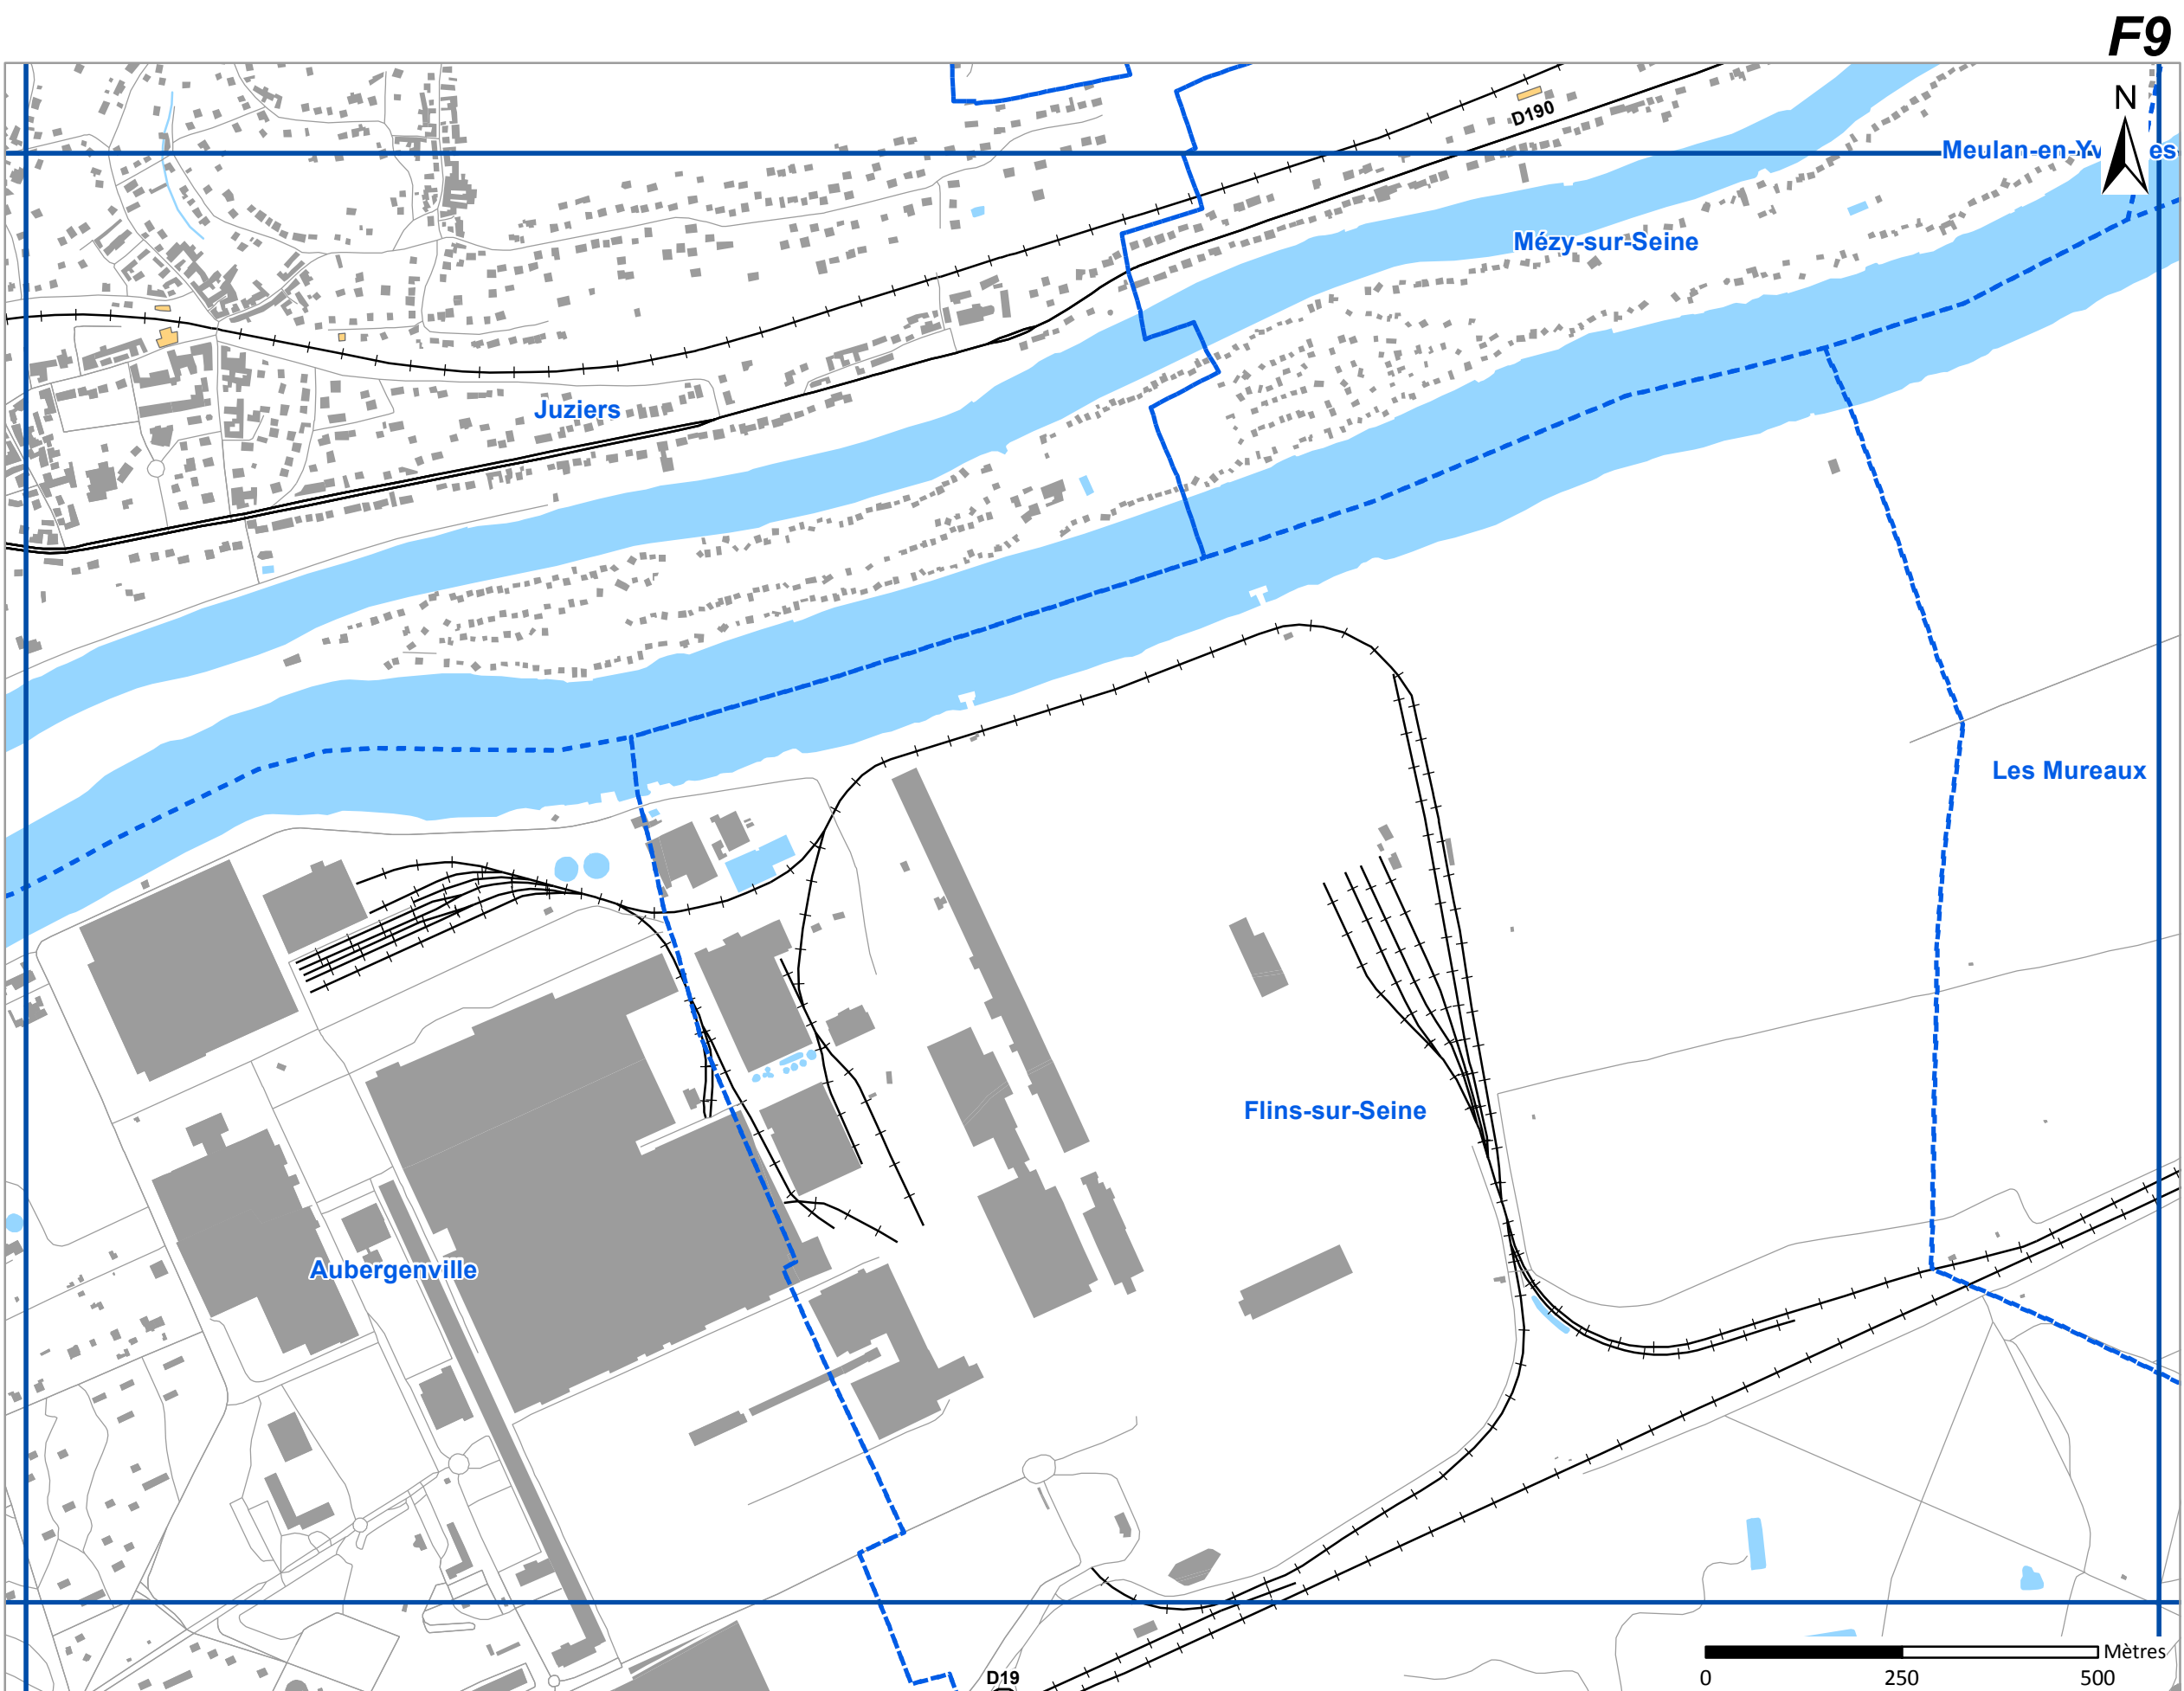 F9
N
D190
Meulan-en-Yv es
Mézy-sur-Seine
Juziers
Les Mureaux
Flins-sur-Seine
Aubergenville
Mètres
0 250 500
D19